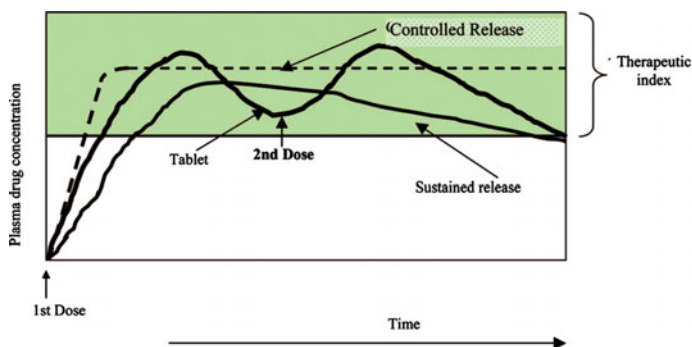 Controlled Release
Therapeutic
index
Plasma drug concentration
Tablet
2nd Dose
Sustained release
1st Dose
Time